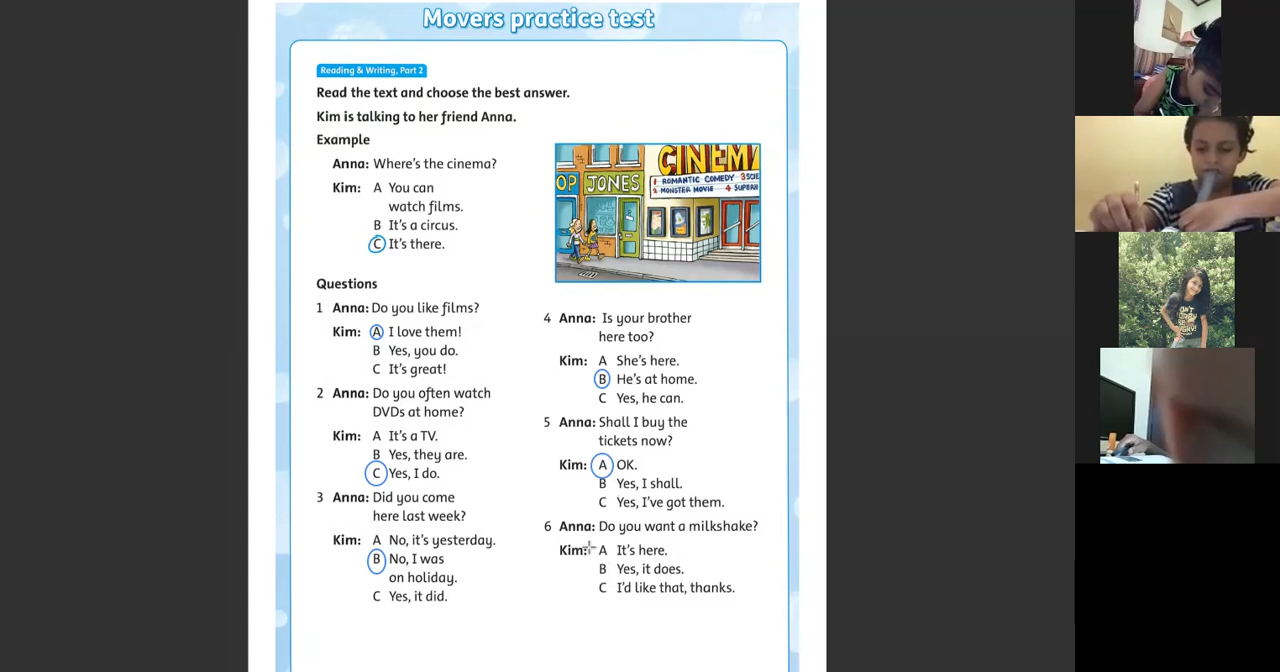 Movers practice test
Reading & Writing, Part 2
Read the text and choose the best answer.
Kim is talking to her friend Anna.
Example
Anna: Where's the cinema?
Kim: A You can
watch films.
B It's a circus.
C It's there.
OP
JONES
CINEMA
1 ROMANTIC COMEDY 3 SCIE
2 MONSTER MOVIE 4 SUPERH
Questions
1 Anna: Do you like films?
Kim: A I love them!
B Yes, you do.
C It's great!
2 Anna: Do you often watch
DVDs at home?
Kim: A It's a TV.
B Yes, they are.
C Yes, I do.
3 Anna: Did you come
here last week?
Kim: A No, it's yesterday.
B No, I was
on holiday.
C Yes, it did.
4 Anna: Is your brother
here too?
Kim: A She's here.
B He's at home.
C Yes, he can.
5 Anna: Shall I buy the
tickets now?
Kim: A OK.
B Yes, I shall.
C Yes, I've got them.
6 Anna: Do you want a milkshake?
Kim: A It's here.
B Yes, it does.
C I'd like that, thanks.